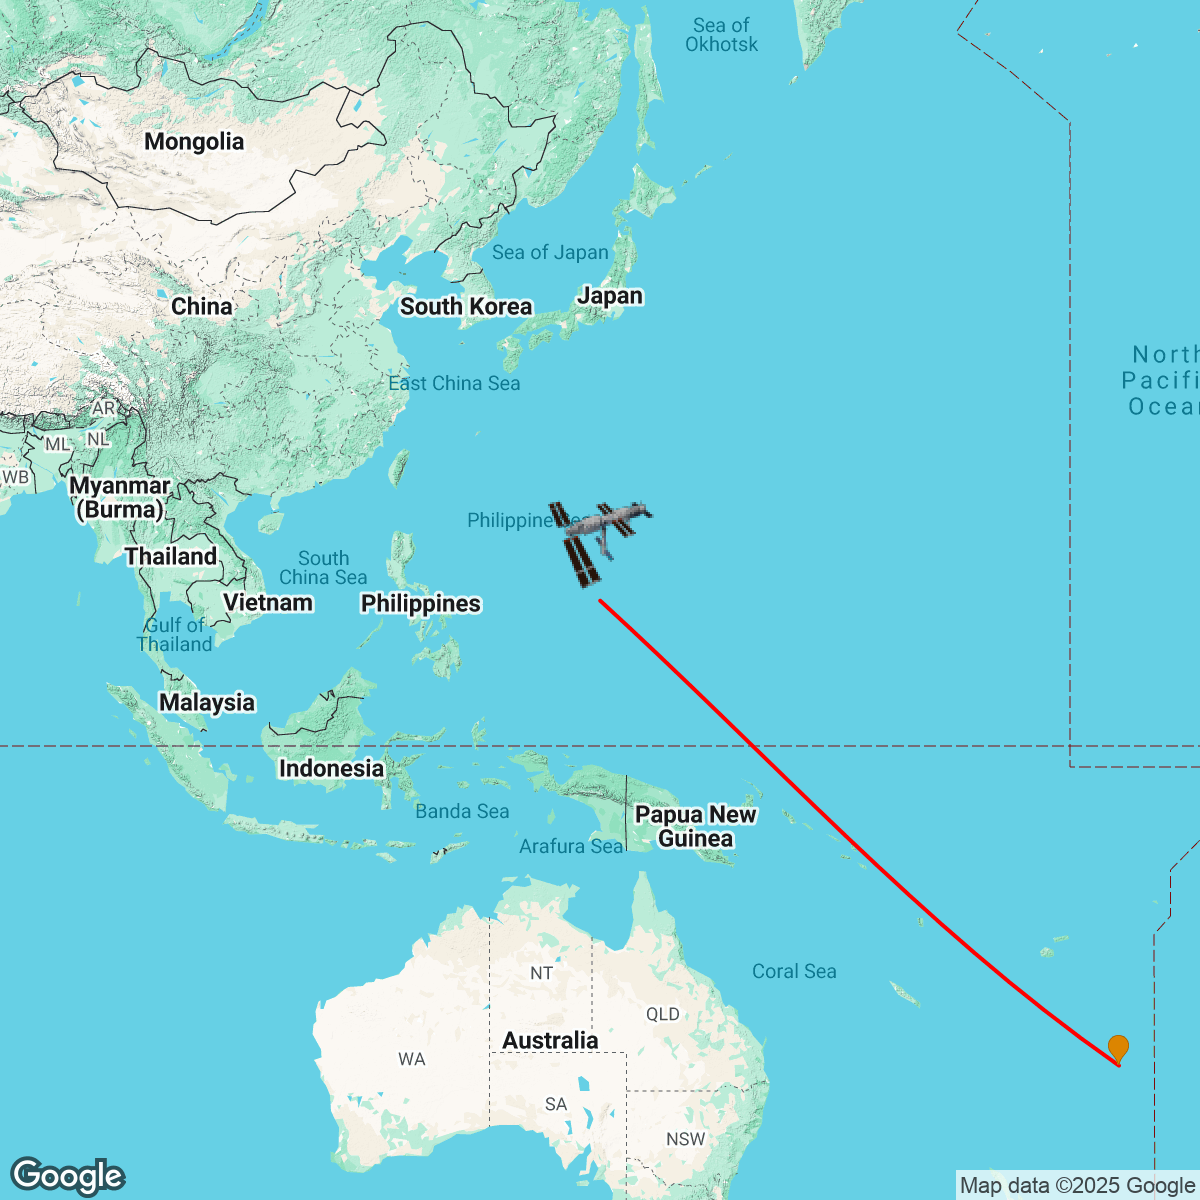 Sea of
Okhotsk
Mongolia
Sea of Japan
China
South Korea
Japan
North
Pacifi
Ocean
East China Sea
AR
ML
NL
WB
Myanmar
(Burma)
Philippine
Thailand
South
China Sea
Vietnam
Philippines
Gulf of
Thailand
Malaysia
Indonesia
Banda Sea
Papua New
Guinea
Arafura Sea
NT
Coral Sea
QLD
Australia
WA
SA
NSW
Google
Map data ©2025 Google